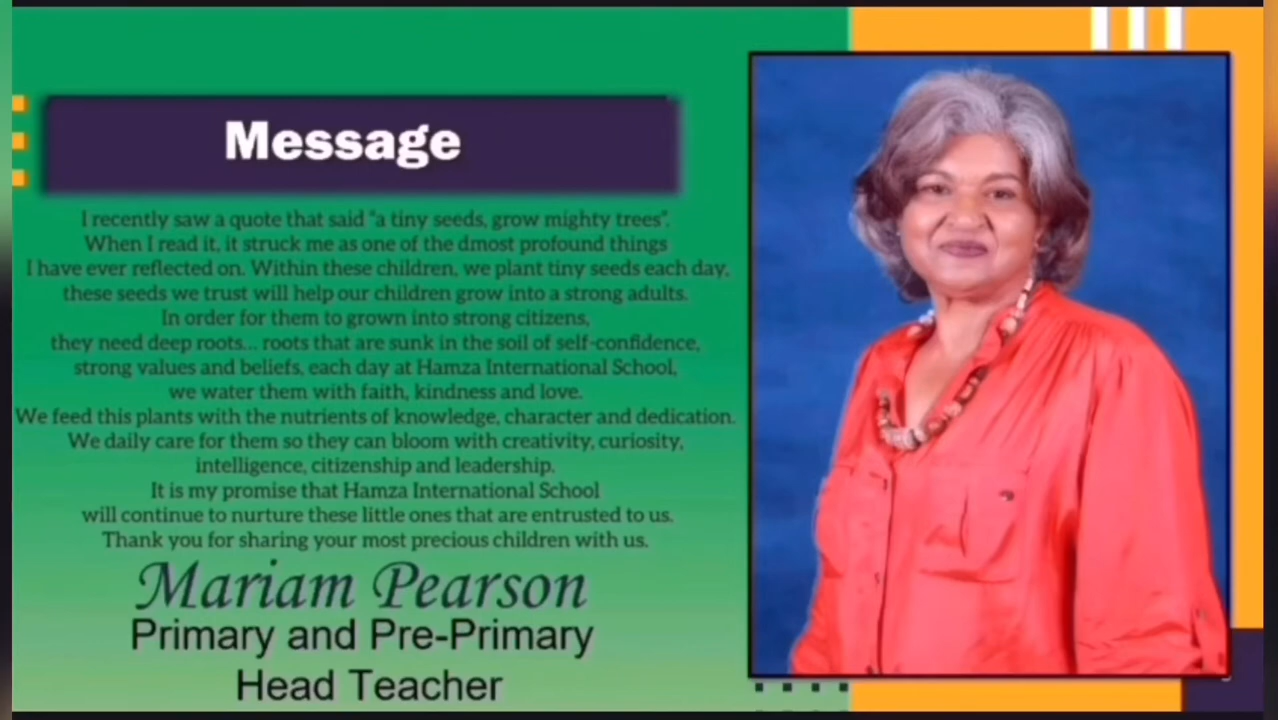 Message
I recently saw a quote that said "a tiny seeds, grow mighty trees".
When I read it, it struck me as one of the dmost profound things
I have ever reflected on. Within these children, we plant tiny seeds each day,
these seeds we trust will help our children grow into a strong adults.
In order for them to grown into strong citizens,
they need deep roots... roots that are sunk in the soil of self-confidence,
strong values and beliefs, each day at Hamza International School,
we water them with faith, kindness and love.
We feed this plants with the nutrients of knowledge, character and dedication.
We daily care for them so they can bloom with creativity, curiosity,
intelligence, citizenship and leadership.
It is my promise that Hamza International School
will continue to nurture these little ones that are entrusted to us.
Thank you for sharing your most precious children with us.
Mariam Pearson
Primary and Pre-Primary
Head Teacher